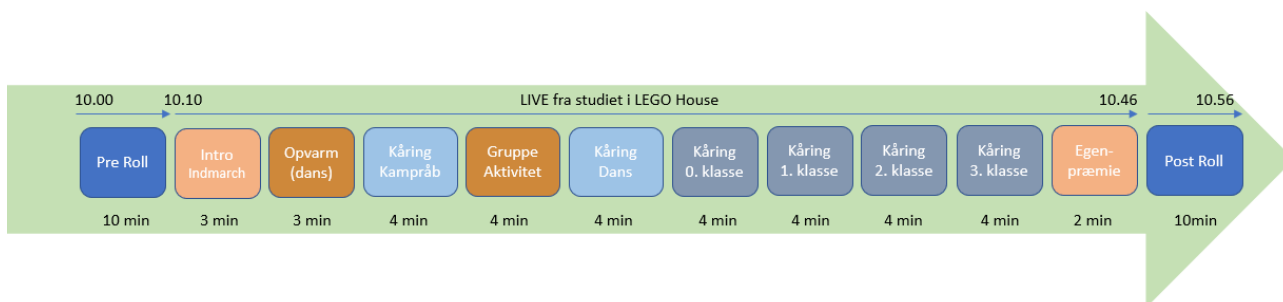 10.00
10.10
LIVE fra studiet i LEGO House
10.46
10.56
Pre Roll
Intro
Indmarch
Opvarm
(dans)
Kåring
Kampråb
Gruppe
Aktivitet
Kåring
Dans
Kåring
0. klasse
Kåring
1. klasse
Kåring
2. klasse
Kåring
3. klasse
Egen-
præmie
Post Roll
10 min
3 min
3 min
4 min
4 min
4 min
4 min
4 min
4 min
4 min
2 min
10min